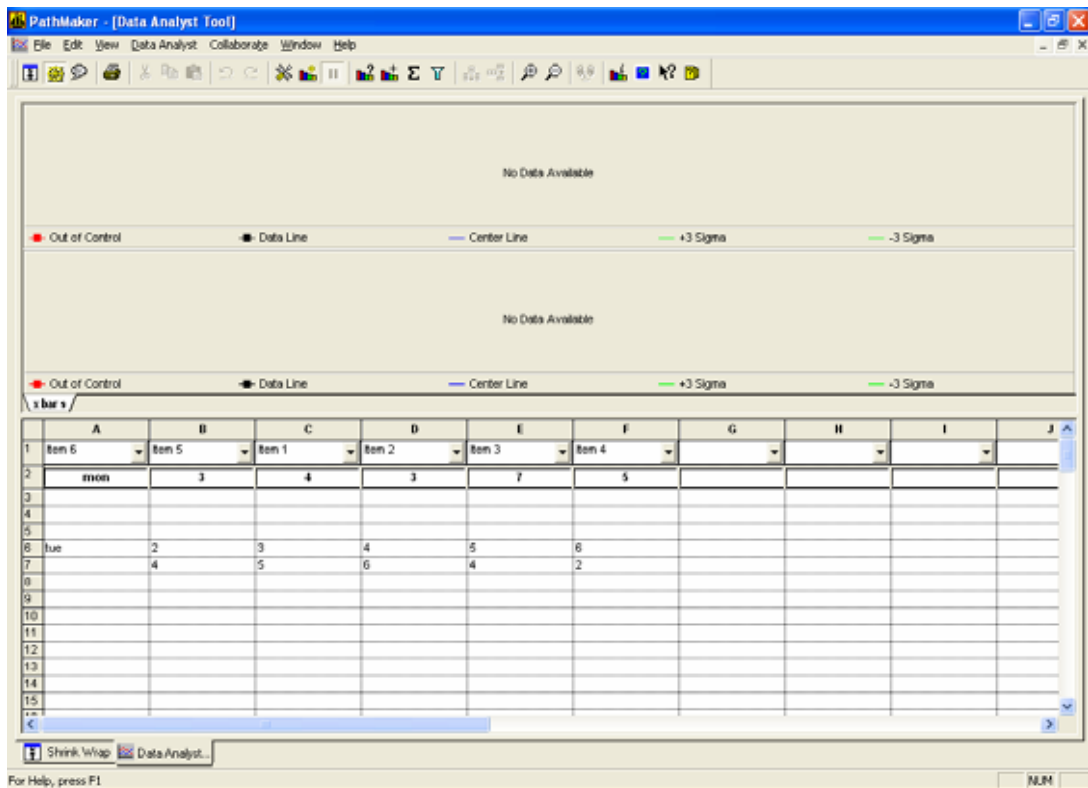 PathMaker - [Data Analyst Tool]
File Edit View Data Analyst Collaborate Window Help
No Data Available
Out of Control Data Line Center Line +3 Sigma -3 Sigma
No Data Available
Out of Control Data Line Center Line +3 Sigma -3 Sigma
x bar s
A B C D E F G H I J
1 Item 6 Item 5 Item 1 Item 2 Item 3 Item 4
2 mon 3 4 3 7 5
3
4
5
6 tue 2 3 4 5 6
7 4 5 6 4 2
8
9
10
11
12
13
14
15
Shrink Wrap Data Analyst...
For Help, press F1 NUM